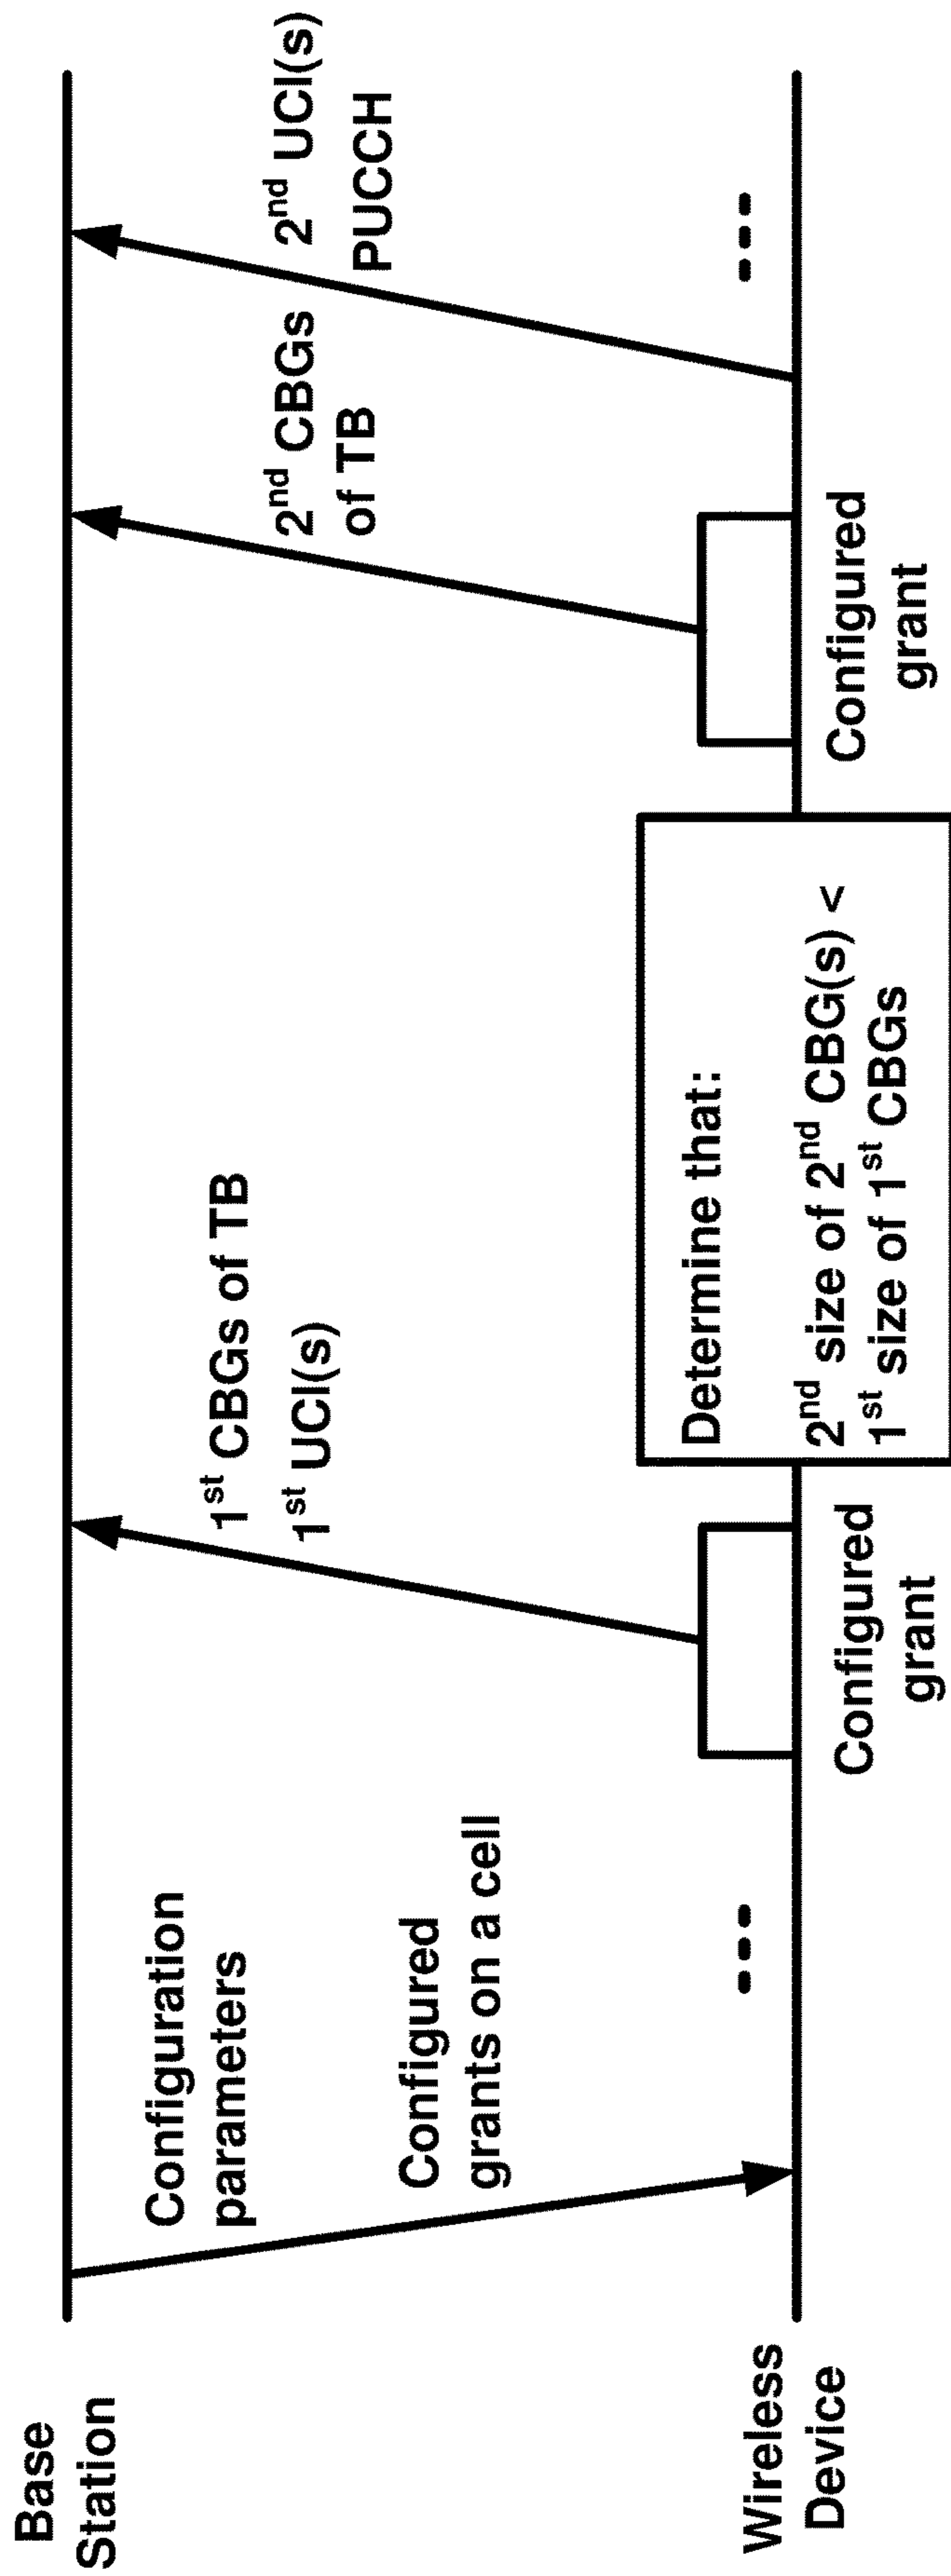 Base
Station
Configuration
parameters
Configured
grants on a cell
1st CBGs of TB
1st UCI(s)
2nd CBGs
of TB
2nd UCI(s)
PUCCH
Wireless
Device
Configured
grant
Determine that:
2nd size of 2nd CBG(s) <
1st size of 1st CBGs
Configured
grant